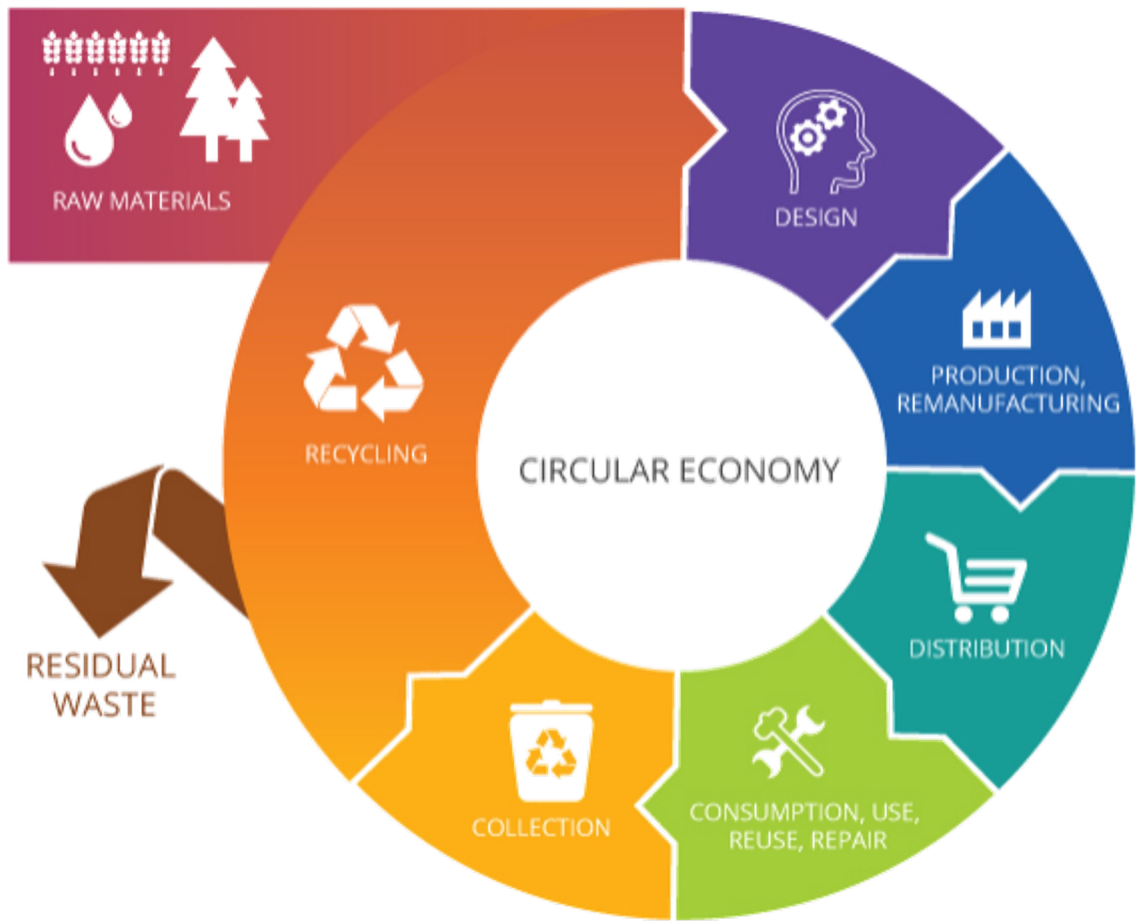 RAW MATERIALS
DESIGN
PRODUCTION,
REMANUFACTURING
RECYCLING
CIRCULAR ECONOMY
DISTRIBUTION
RESIDUAL
WASTE
COLLECTION
CONSUMPTION, USE,
REUSE, REPAIR